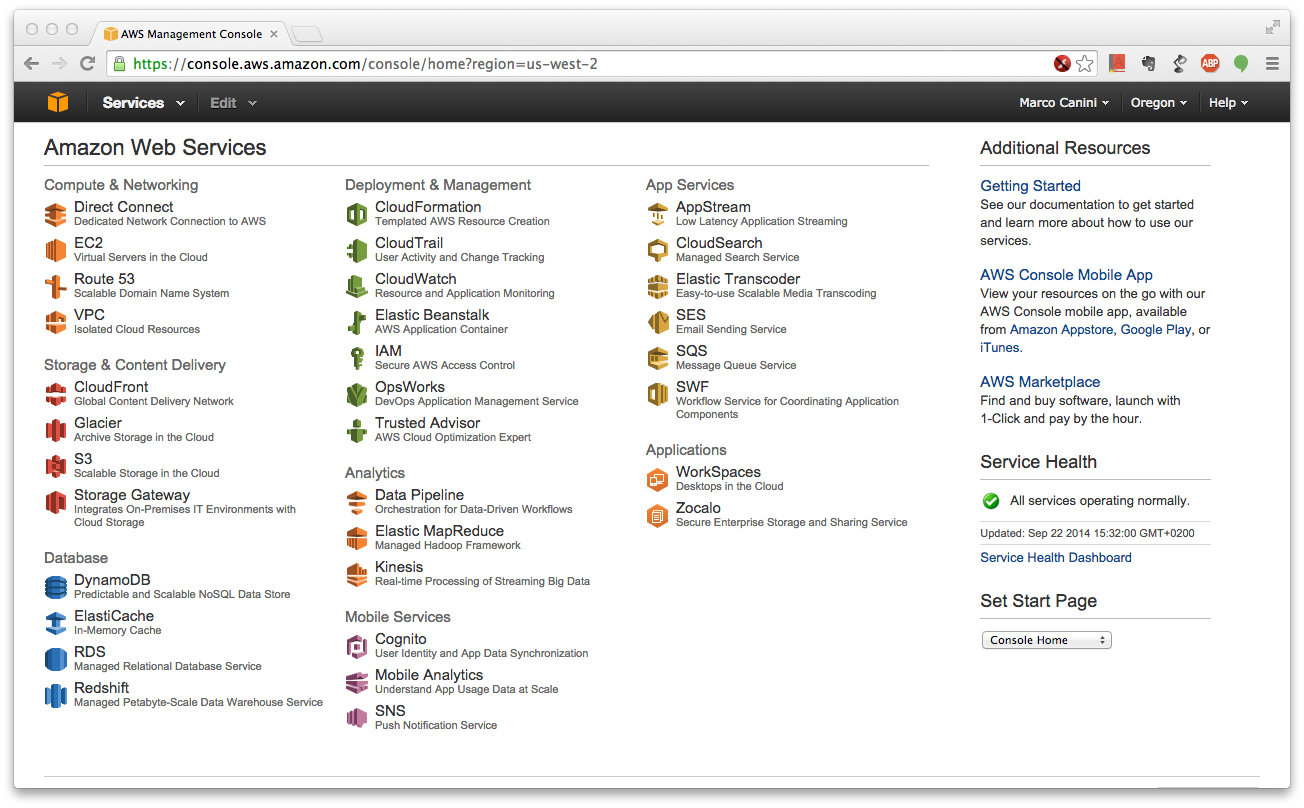 AWS Management Console
https://console.aws.amazon.com/console/home?region=us-west-2
ABP
Services Edit Marco Canini Oregon Help
Amazon Web Services
Compute & Networking
Direct Connect
Dedicated Network Connection to AWS
EC2
Virtual Servers in the Cloud
Route 53
Scalable Domain Name System
VPC
Isolated Cloud Resources
Storage & Content Delivery
CloudFront
Global Content Delivery Network
Glacier
Archive Storage in the Cloud
S3
Scalable Storage in the Cloud
Storage Gateway
Integrates On-Premises IT Environments with
Cloud Storage
Database
DynamoDB
Predictable and Scalable NoSQL Data Store
ElastiCache
In-Memory Cache
RDS
Managed Relational Database Service
Redshift
Managed Petabyte-Scale Data Warehouse Service
Deployment & Management
CloudFormation
Templated AWS Resource Creation
CloudTrail
User Activity and Change Tracking
CloudWatch
Resource and Application Monitoring
Elastic Beanstalk
AWS Application Container
IAM
Secure AWS Access Control
OpsWorks
DevOps Application Management Service
Trusted Advisor
AWS Cloud Optimization Expert
Analytics
Data Pipeline
Orchestration for Data-Driven Workflows
Elastic MapReduce
Managed Hadoop Framework
Kinesis
Real-time Processing of Streaming Big Data
Mobile Services
Cognito
User Identity and App Data Synchronization
Mobile Analytics
Understand App Usage Data at Scale
SNS
Push Notification Service
App Services
AppStream
Low Latency Application Streaming
CloudSearch
Managed Search Service
Elastic Transcoder
Easy-to-use Scalable Media Transcoding
SES
Email Sending Service
SQS
Message Queue Service
SWF
Workflow Service for Coordinating Application
Components
Applications
WorkSpaces
Desktops in the Cloud
Zocalo
Secure Enterprise Storage and Sharing Service
Additional Resources
Getting Started
See our documentation to get started
and learn more about how to use our
services.
AWS Console Mobile App
View your resources on the go with our
AWS Console mobile app, available
from Amazon Appstore, Google Play, or
iTunes.
AWS Marketplace
Find and buy software, launch with
1-Click and pay by the hour.
Service Health
All services operating normally.
Updated: Sep 22 2014 15:32:00 GMT+0200
Service Health Dashboard
Set Start Page
Console Home